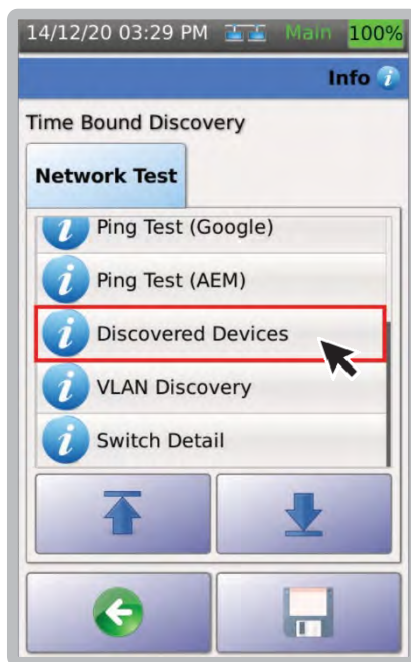 14/12/20 03:29 PM Main 100%
Info i
Time Bound Discovery
Network Test
i Ping Test (Google)
i Ping Test (AEM)
i Discovered Devices
i VLAN Discovery
i Switch Detail